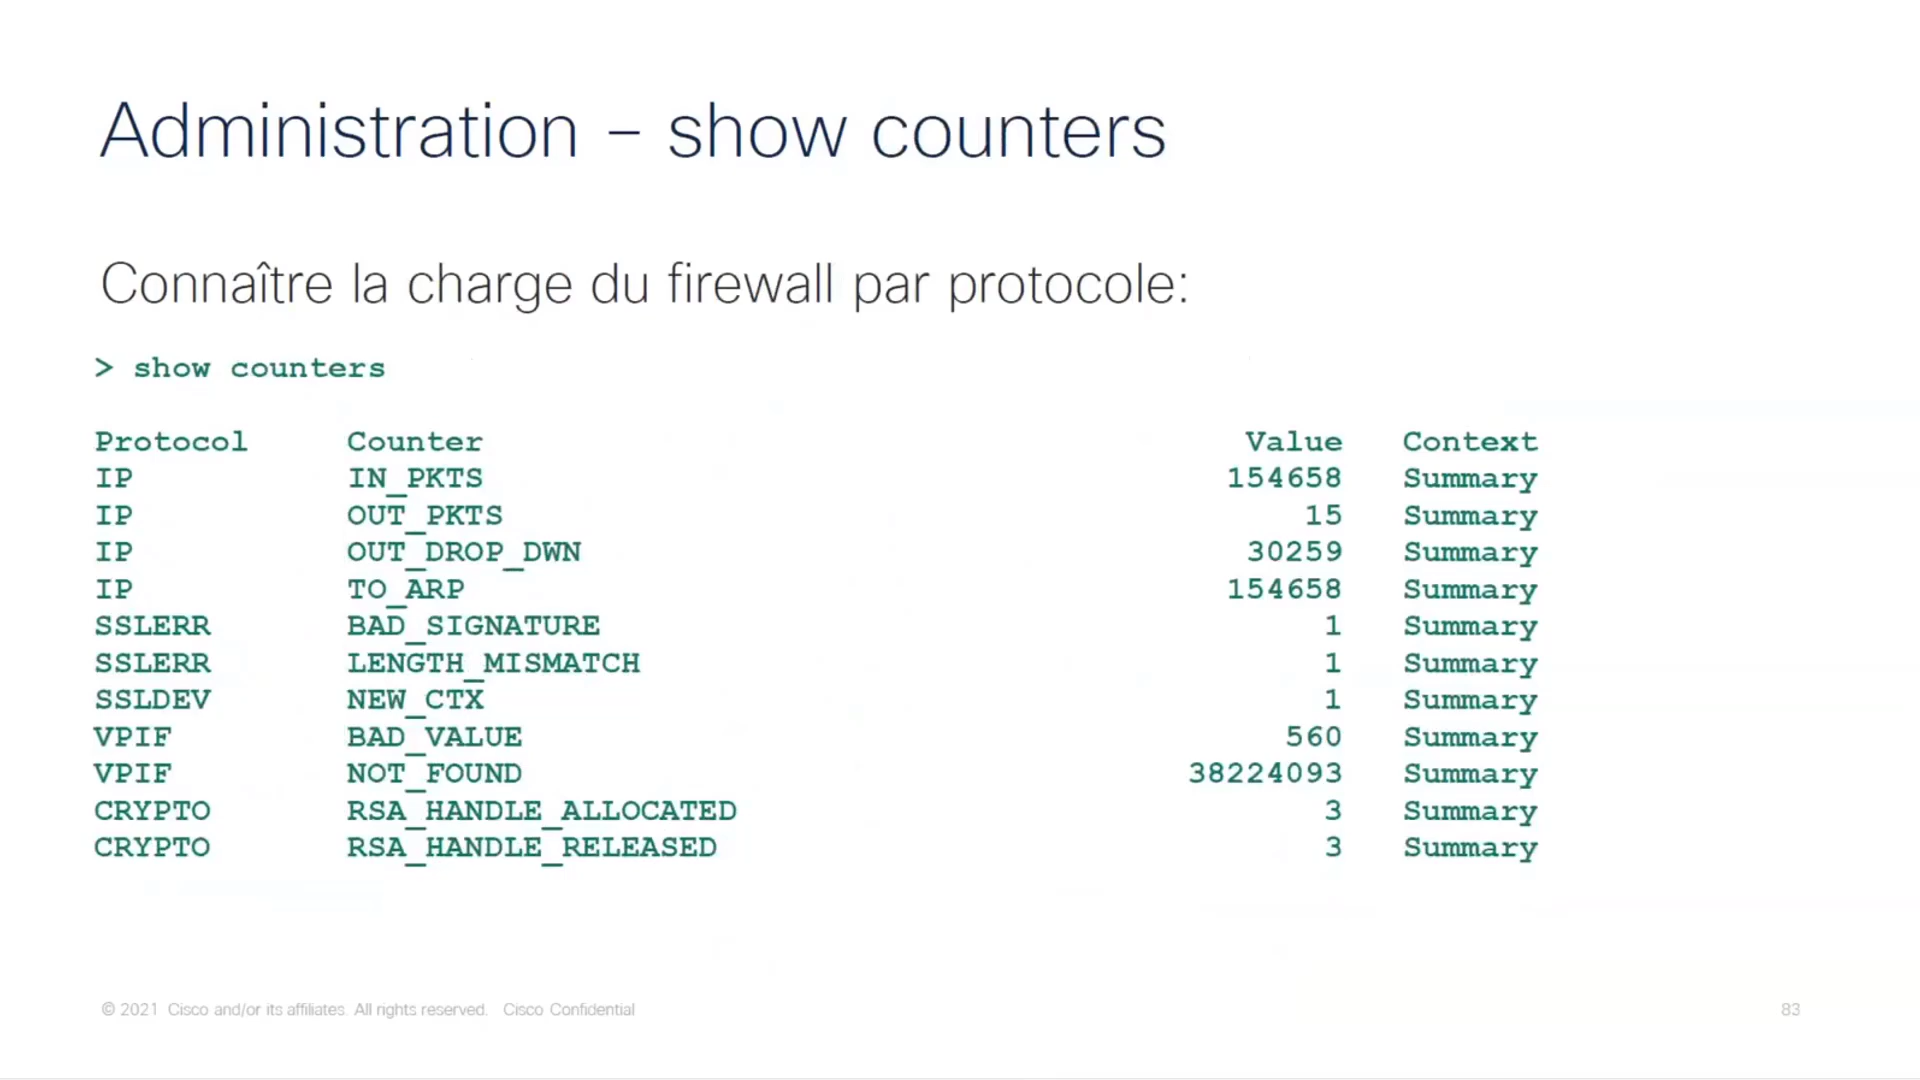 Administration – show counters
Connaître la charge du firewall par protocole:
> show counters
Protocol Counter Value Context
IP IN_PKTS 154658 Summary
IP OUT_PKTS 15 Summary
IP OUT_DROP_DWN 30259 Summary
IP TO_ARP 154658 Summary
SSLERR BAD_SIGNATURE 1 Summary
SSLERR LENGTH_MISMATCH 1 Summary
SSLDEV NEW_CTX 1 Summary
VPIF BAD_VALUE 560 Summary
VPIF NOT_FOUND 38224093 Summary
CRYPTO RSA_HANDLE_ALLOCATED 3 Summary
CRYPTO RSA_HANDLE_RELEASED 3 Summary
© 2021 Cisco and/or its affiliates. All rights reserved. Cisco Confidential 83